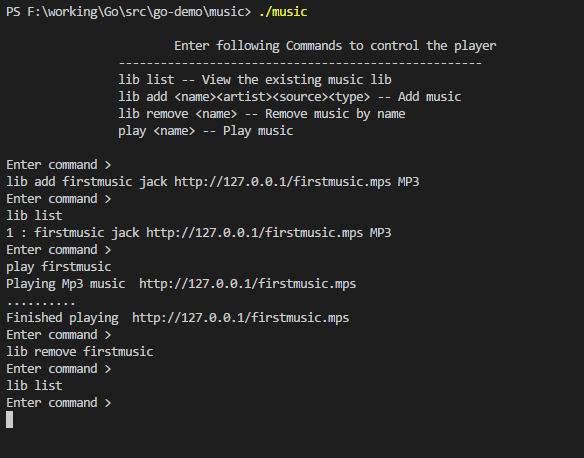 PS F:\working\Go\src\go-demo\music> ./music
Enter following Commands to control the player
----------------------------------------------------
lib list -- View the existing music lib
lib add <name><artist><source><type> -- Add music
lib remove <name> -- Remove music by name
play <name> -- Play music
Enter command >
lib add firstmusic jack http://127.0.0.1/firstmusic.mps MP3
Enter command >
lib list
1 : firstmusic jack http://127.0.0.1/firstmusic.mps MP3
Enter command >
play firstmusic
Playing Mp3 music  http://127.0.0.1/firstmusic.mps
..........
Finished playing  http://127.0.0.1/firstmusic.mps
Enter command >
lib remove firstmusic
Enter command >
lib list
Enter command >